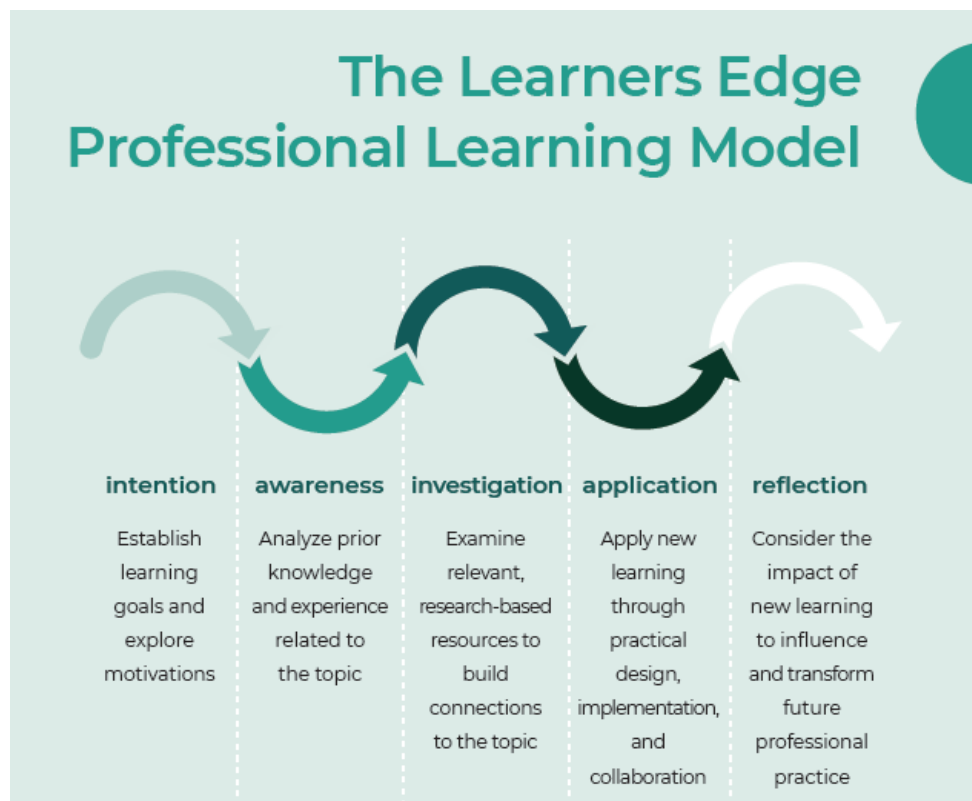 The Learners Edge
Professional Learning Model
intention
Establish
learning
goals and
explore
motivations
awareness
Analyze prior
knowledge
and experience
related to
the topic
investigation
Examine
relevant,
research-based
resources to
build
connections
to the topic
application
Apply new
learning
through
practical
design,
implementation,
and
collaboration
reflection
Consider the
impact of
new learning
to influence
and transform
future
professional
practice